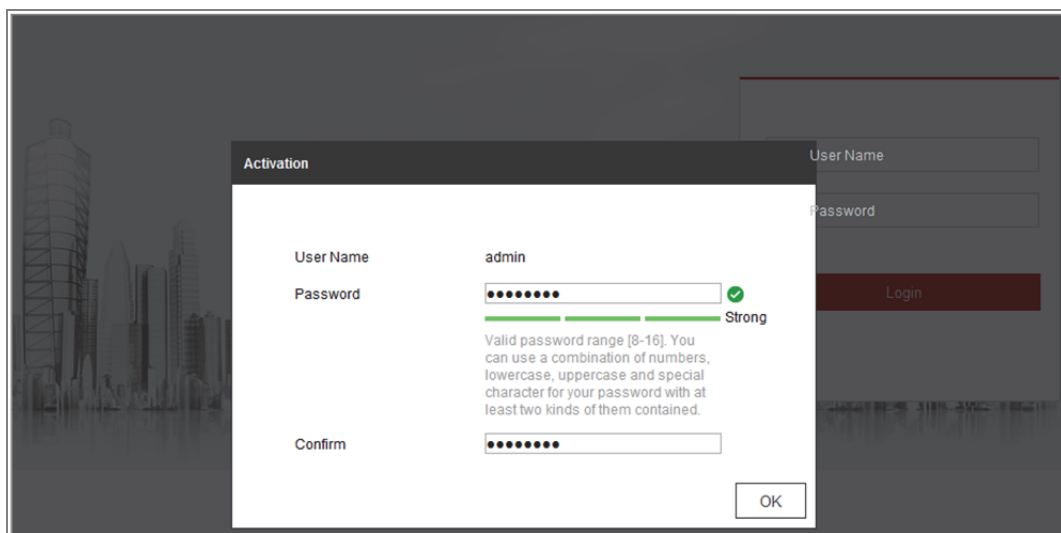 Activation
User Name
Password
Login
User Name admin
Password ••••••••
Strong
Valid password range [8-16]. You
can use a combination of numbers,
lowercase, uppercase and special
character for your password with at
least two kinds of them contained.
Confirm ••••••••
OK